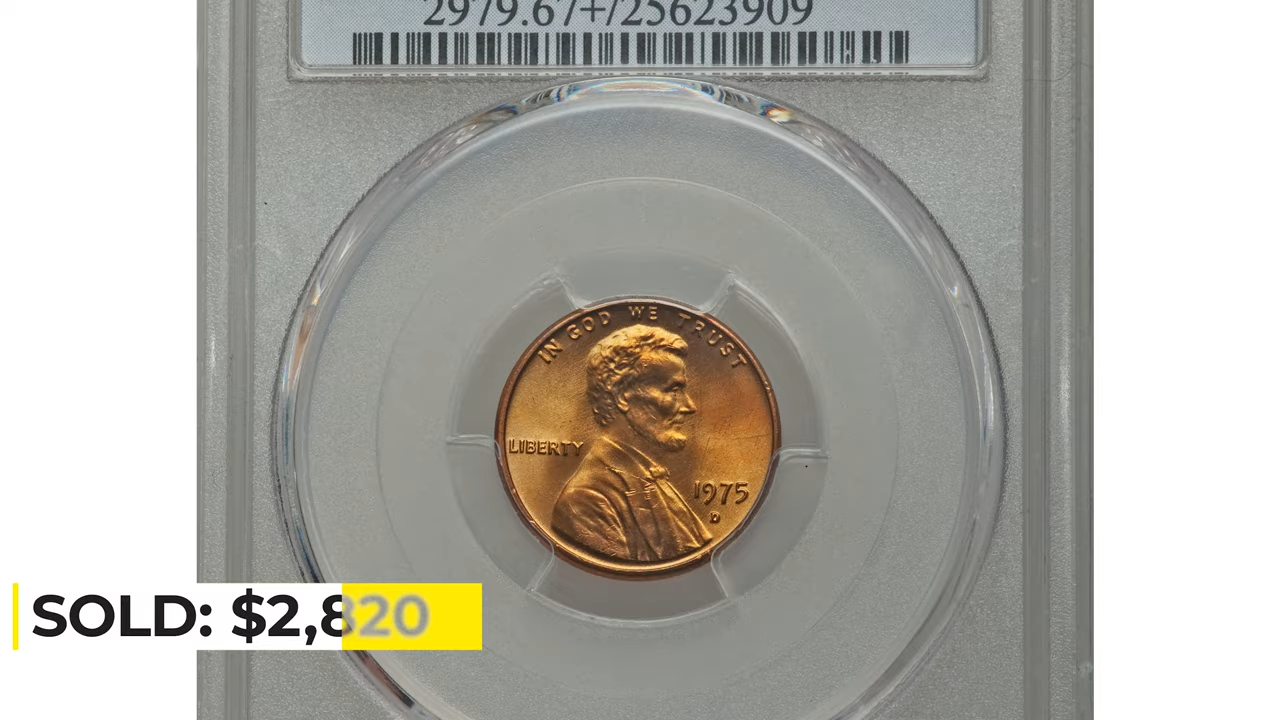 2979.67+/25623909
IN GOD WE TRUST
LIBERTY
1975
D
SOLD: $2,820